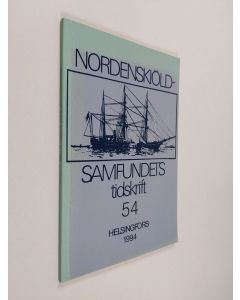 NORDENSKIÖLD-
SAMFUNDETS
tidskrift
54
HELSINGFORS
1994